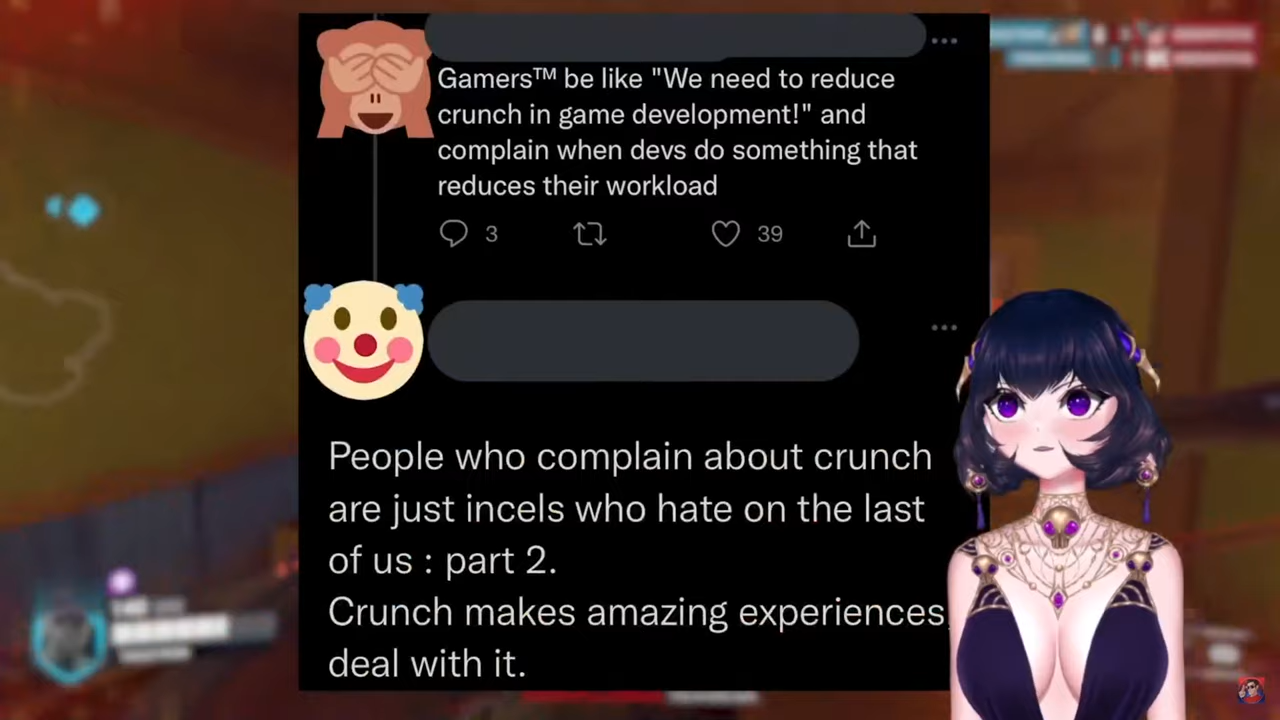 Gamers™ be like "We need to reduce
crunch in game development!" and
complain when devs do something that
reduces their workload
3
39
People who complain about crunch
are just incels who hate on the last
of us : part 2.
Crunch makes amazing experiences,
deal with it.